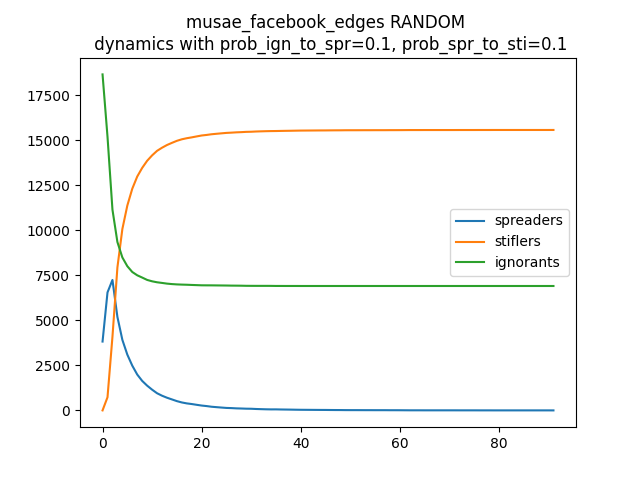 musae_facebook_edges RANDOM
dynamics with prob_ign_to_spr=0.1, prob_spr_to_sti=0.1
17500
15000
12500
10000
7500
5000
2500
0
spreaders
stiflers
ignorants
0 20 40 60 80